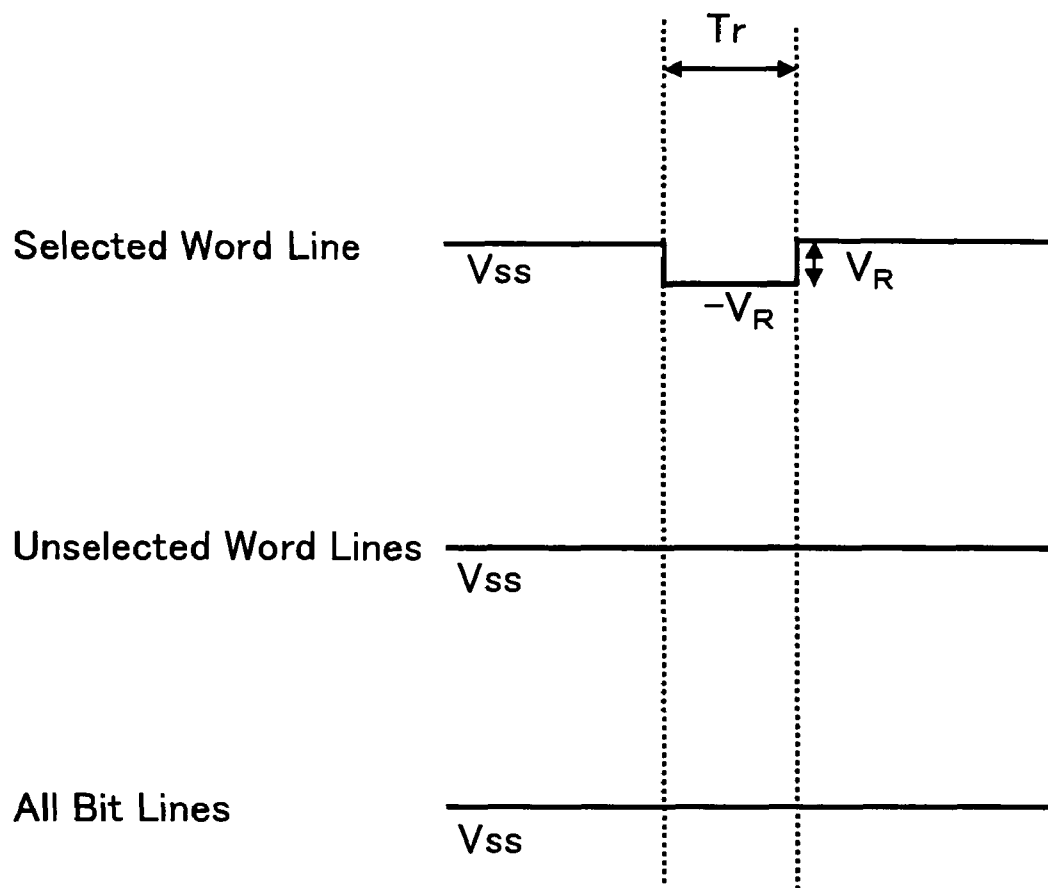 Tr
Selected Word Line
Vss
V_R
-V_R
Unselected Word Lines
Vss
All Bit Lines
Vss